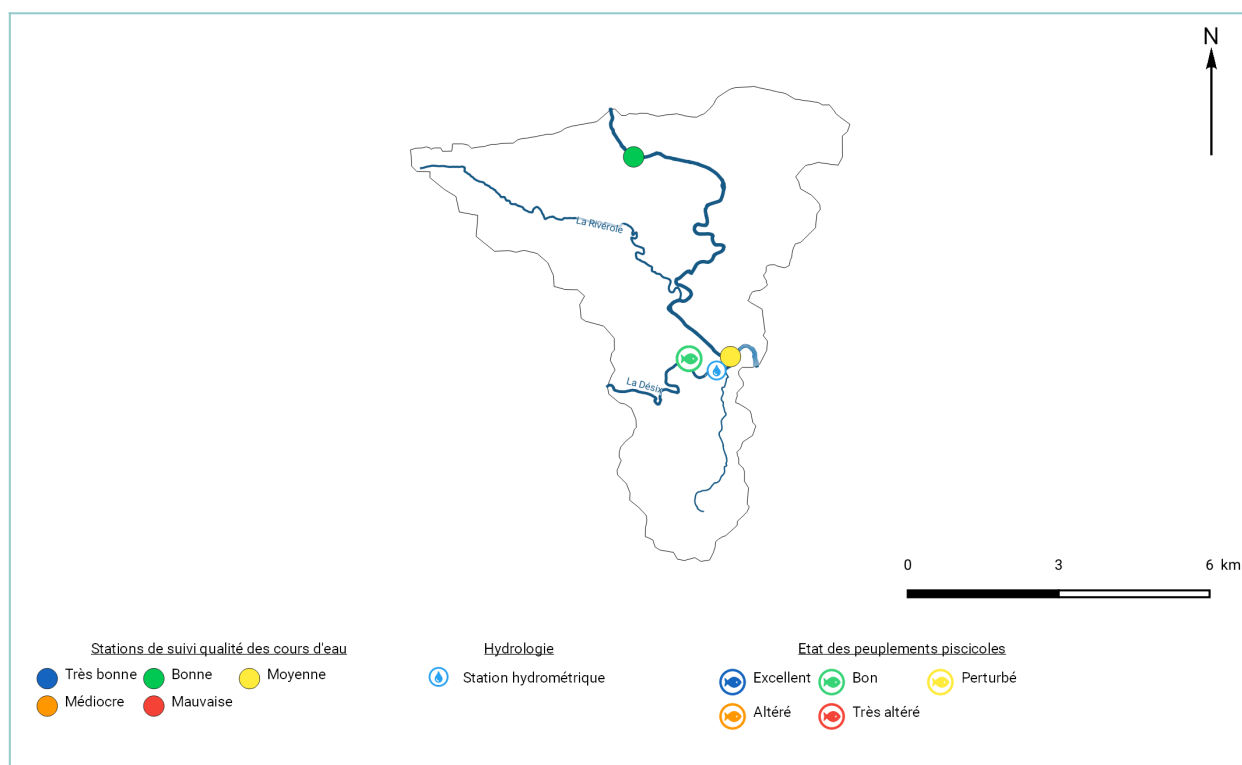 N
La Rivérole
La Désix
0 3 6 km
Stations de suivi qualité des cours d'eau
Très bonne Bonne Moyenne
Médiocre Mauvaise
Hydrologie
Station hydrométrique
Etat des peuplements piscicoles
Excellent Bon Perturbé
Altéré Très altéré